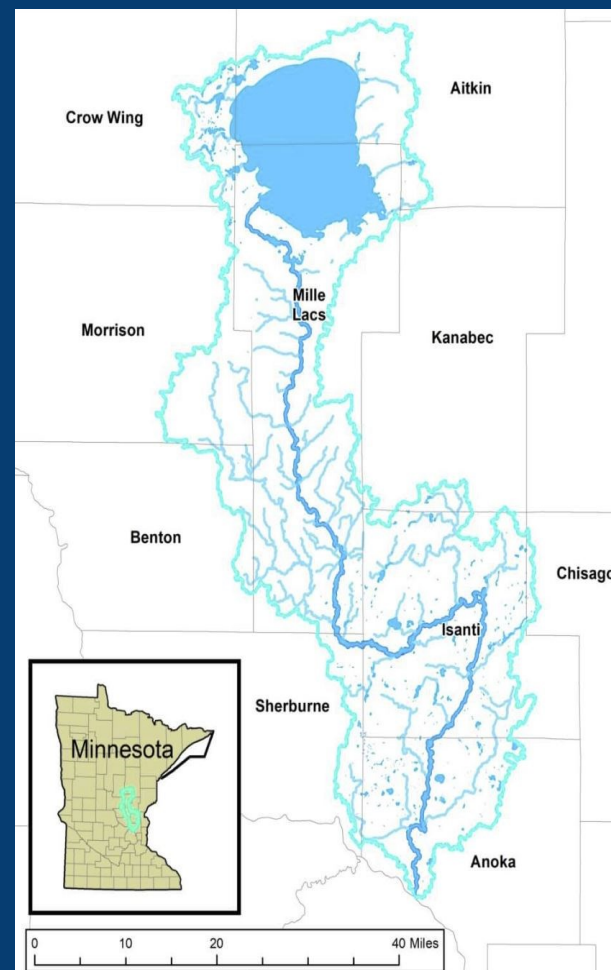 Aitkin
Crow Wing
Mille
Lacs
Morrison
Kanabec
Benton
Chisago
Isanti
Sherburne
Minnesota
Anoka
0 10 20 40 Miles